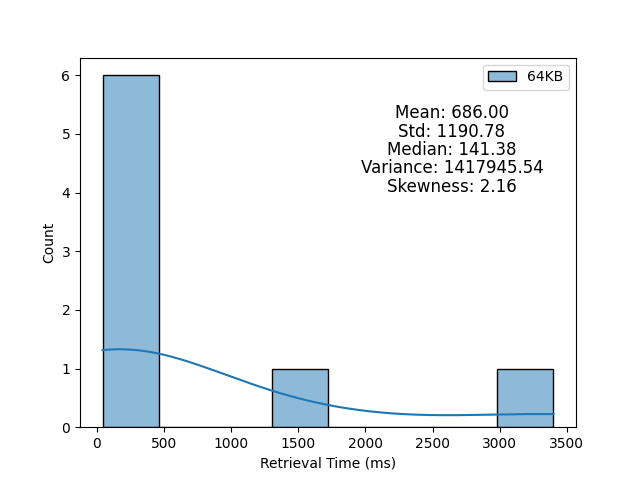 64KB
Mean: 686.00
Std: 1190.78
Median: 141.38
Variance: 1417945.54
Skewness: 2.16
6
5
4
3
2
1
0
Count
0 500 1000 1500 2000 2500 3000 3500
Retrieval Time (ms)